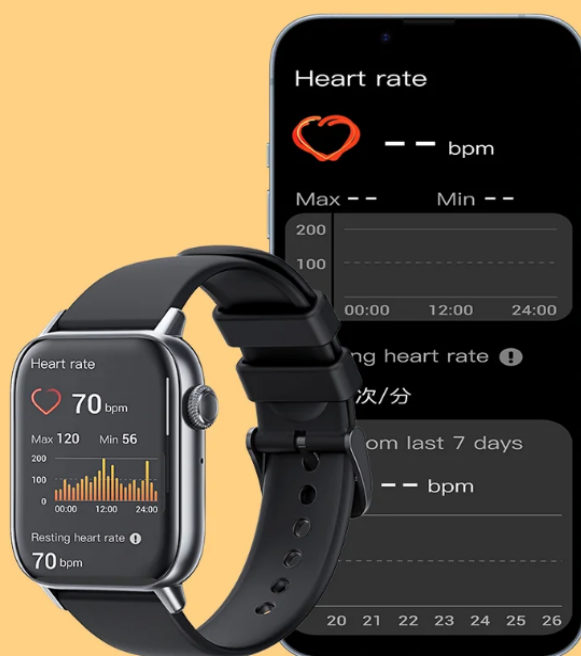 Heart rate
-- bpm
Max -- Min --
200
100
00:00 12:00 24:00
ng heart rate
次/分
om last 7 days
-- bpm
20 21 22 23 24 25 26
Heart rate
70 bpm
Max 120 Min 56
200
100
0
00:00 12:00 24:00
Resting heart rate
70 bpm